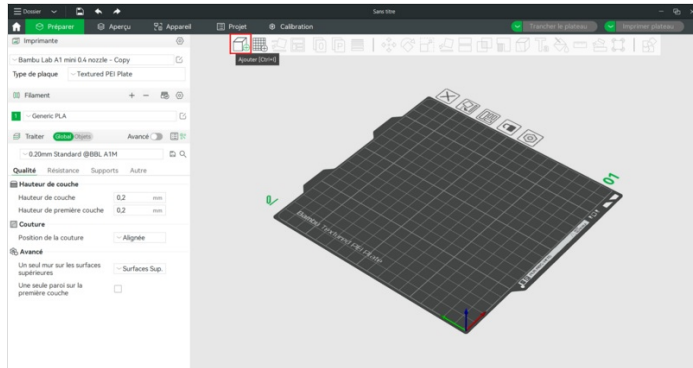 Dossier
Sans titre
Préparer
Aperçu
Appareil
Projet
Calibration
Trancher le plateau
Imprimer plateau
Imprimante
Bambu Lab A1 mini 0.4 nozzle - Copy
Type de plaque
Textured PEI Plate
Filament
1
Generic PLA
Traiter
Global
Objets
Avancé
0.20mm Standard @BBL A1M
Qualité
Résistance
Supports
Autre
Hauteur de couche
Hauteur de couche
0,2
mm
Hauteur de première couche
0,2
mm
Couture
Position de la couture
Alignée
Avancé
Un seul mur sur les surfaces
supérieures
Surfaces Sup.
Une seule paroi sur la
première couche
Ajouter [Ctrl+I]
01
Bambu Textured PEI Plate